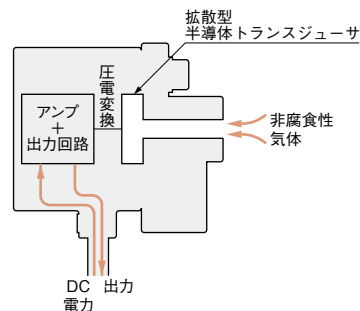 拡散型
半導体トランスジューサ
圧電変換
アンプ
＋
出力回路
非腐食性
気体
DC 出力
電力